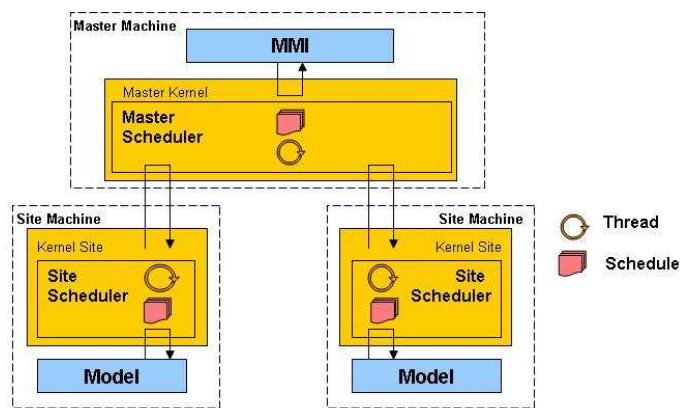 Master Machine
MMI
Master Kernel
Master
Scheduler
Site Machine
Kernel Site
Site
Scheduler
Model
Site Machine
Kernel Site
Site
Scheduler
Model
Thread
Schedule